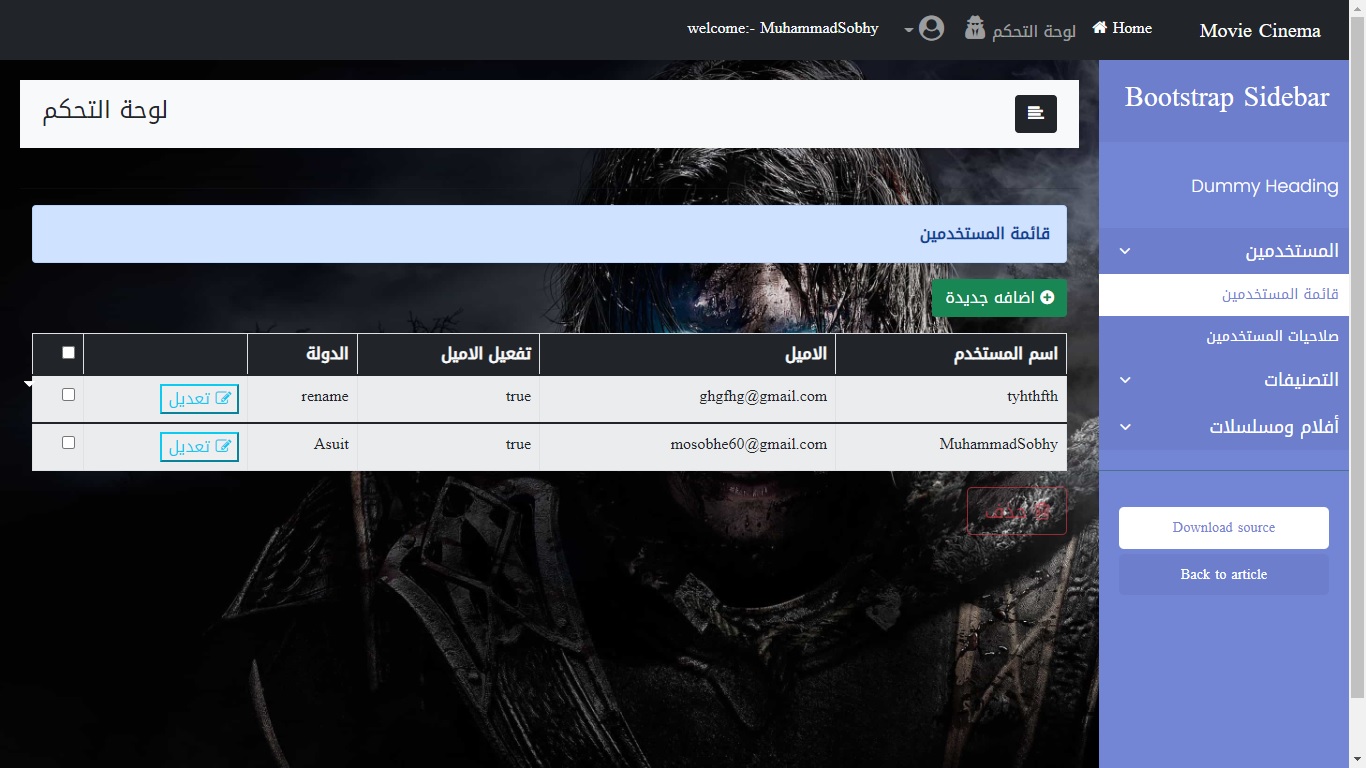 Movie Cinema
Home
لوحة التحكم
welcome:- MuhammadSobhy
Bootstrap Sidebar
Dummy Heading
المستخدمين
قائمة المستخدمين
صلاحيات المستخدمين
التصنيفات
أفلام ومسلسلات
Download source
Back to article
لوحة التحكم
قائمة المستخدمين
اضافه جديدة
اسم المستخدم الاميل تفعيل الاميل الدولة
tyhthfth ghgfhg@gmail.com true rename تعديل
MuhammadSobhy mosobhe60@gmail.com true Asuit تعديل
حذف